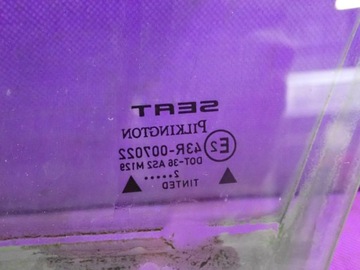 SEAT
PILKINGTON
E2 43R-007022
DOT-36 AS2 M129
2•••••
TINTED